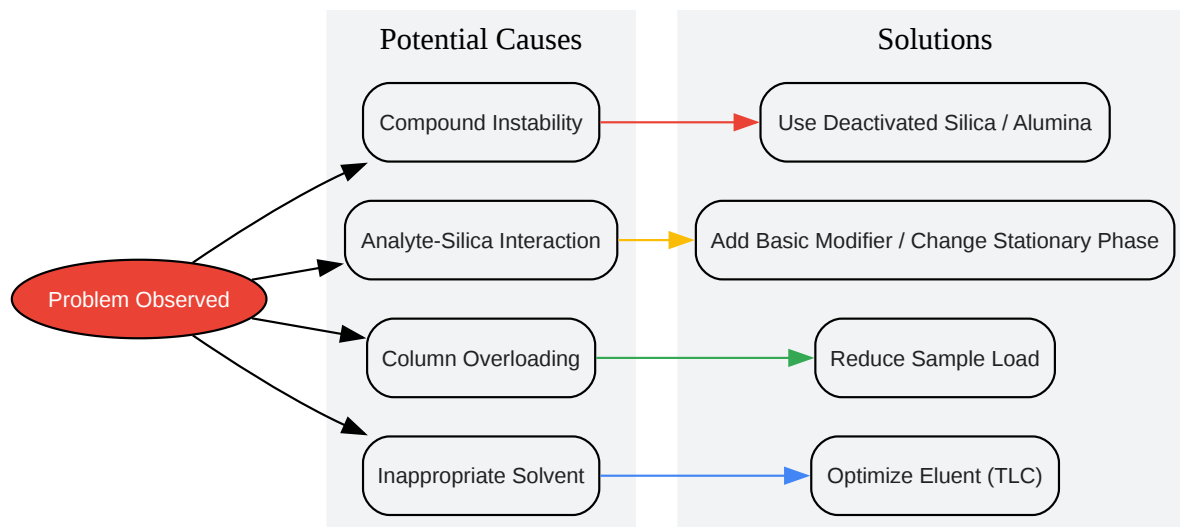 Potential Causes
Solutions
Compound Instability
Use Deactivated Silica / Alumina
Analyte-Silica Interaction
Add Basic Modifier / Change Stationary Phase
Problem Observed
Column Overloading
Reduce Sample Load
Inappropriate Solvent
Optimize Eluent (TLC)